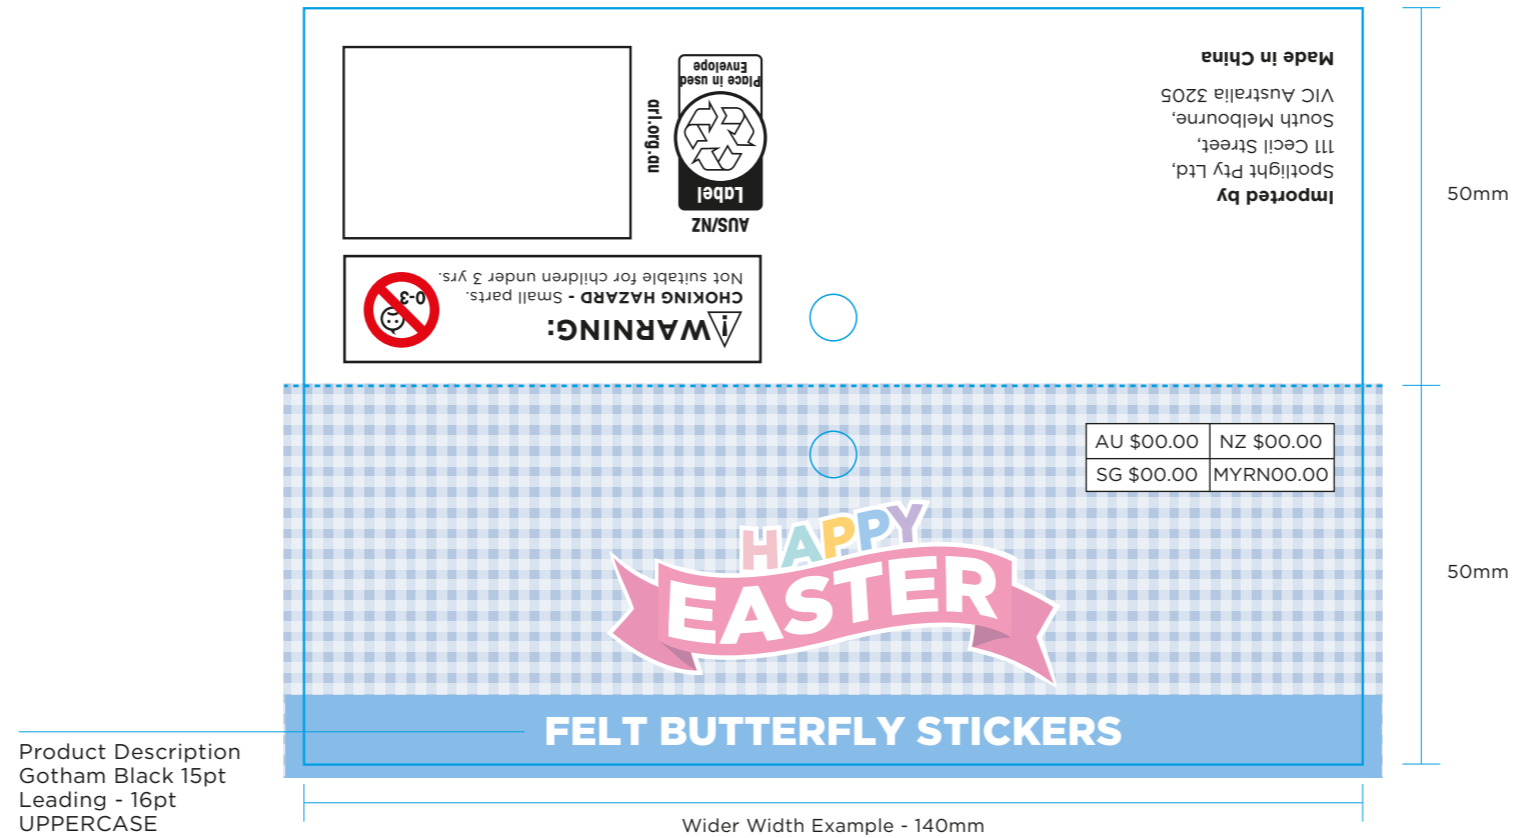 Made in China
Imported by
Spotlight Pty Ltd,
111 Cecil Street,
South Melbourne,
VIC Australia 3205
AUS/NZ
Label
Place in used
Envelope
arl.org.au
WARNING:
CHOKING HAZARD - Small parts.
Not suitable for children under 3 yrs.
0-3
50mm
AU $00.00 NZ $00.00
SG $00.00 MYRN00.00
HAPPY
EASTER
50mm
FELT BUTTERFLY STICKERS
Product Description
Gotham Black 15pt
Leading - 16pt
UPPERCASE
Wider Width Example - 140mm